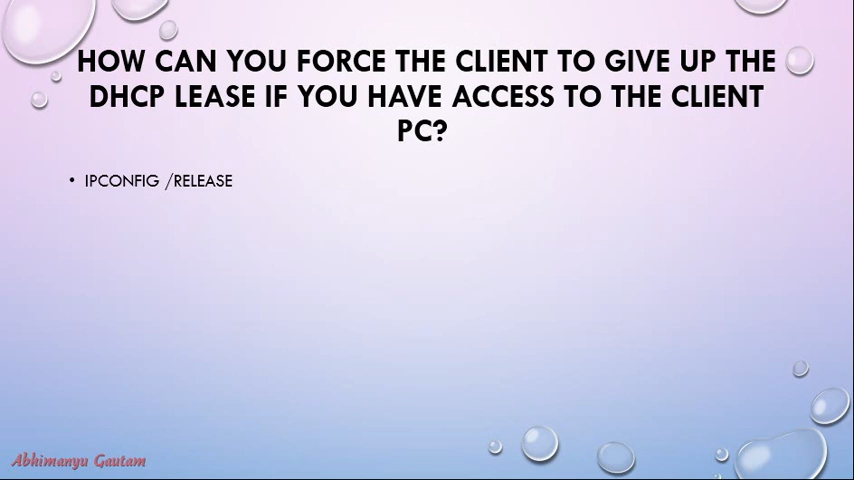 HOW CAN YOU FORCE THE CLIENT TO GIVE UP THE
DHCP LEASE IF YOU HAVE ACCESS TO THE CLIENT
PC?
• IPCONFIG /RELEASE
Abhimanyu Gautam